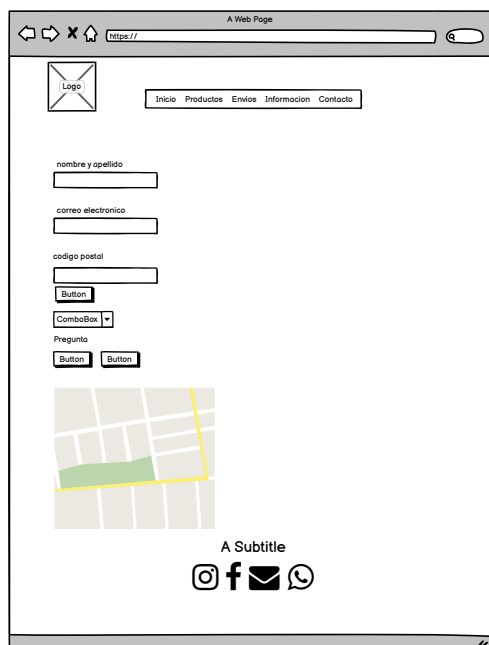 A Web Page
https://
Logo
Inicio Productos Envios Informacion Contacto
nombre y apellido
correo electronico
codigo postal
Button
ComboBox
Pregunta
Button Button
A Subtitle